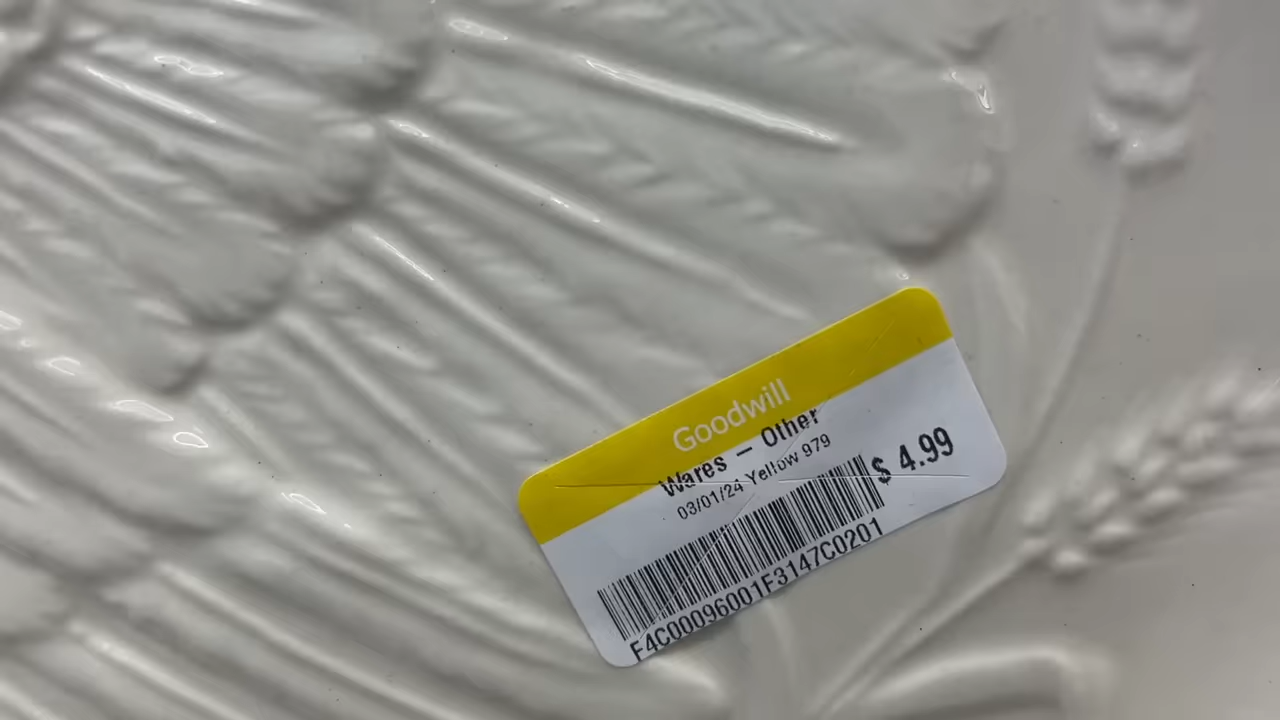 Goodwill
Wares – Other
03/01/24 Yellow 979
$ 4.99
F4C00096001F3147C0201